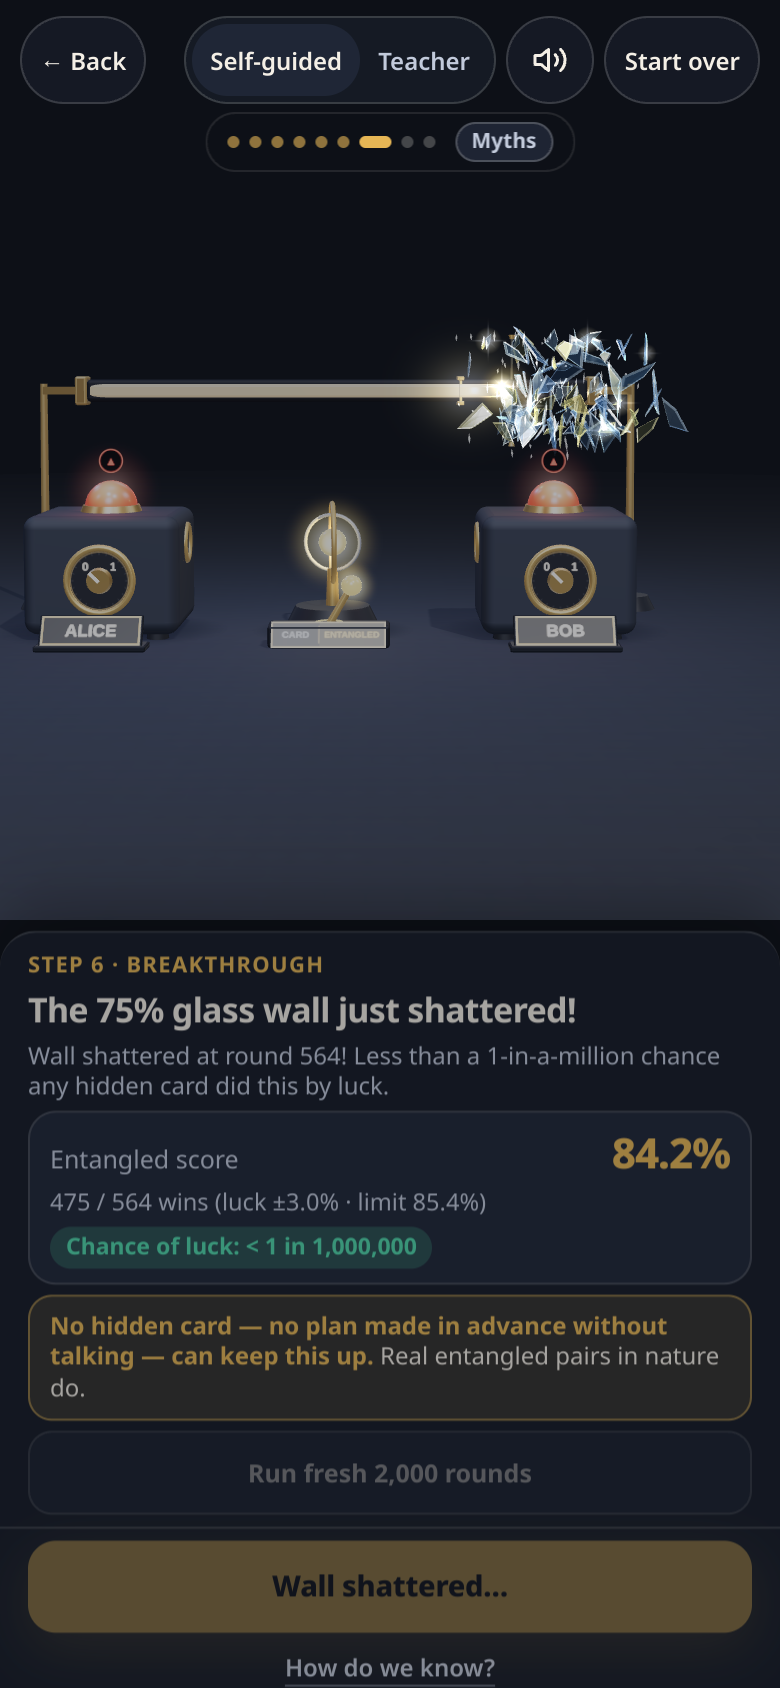 ← Back
Self-guided
Teacher
Start over
Myths
0 1
0 1
ALICE
CARD
ENTANGLED
BOB
STEP 6 · BREAKTHROUGH
The 75% glass wall just shattered!
Wall shattered at round 564! Less than a 1-in-a-million chance
any hidden card did this by luck.
Entangled score
84.2%
475 / 564 wins (luck ±3.0% · limit 85.4%)
Chance of luck: < 1 in 1,000,000
No hidden card — no plan made in advance without
talking — can keep this up. Real entangled pairs in nature
do.
Run fresh 2,000 rounds
Wall shattered...
How do we know?